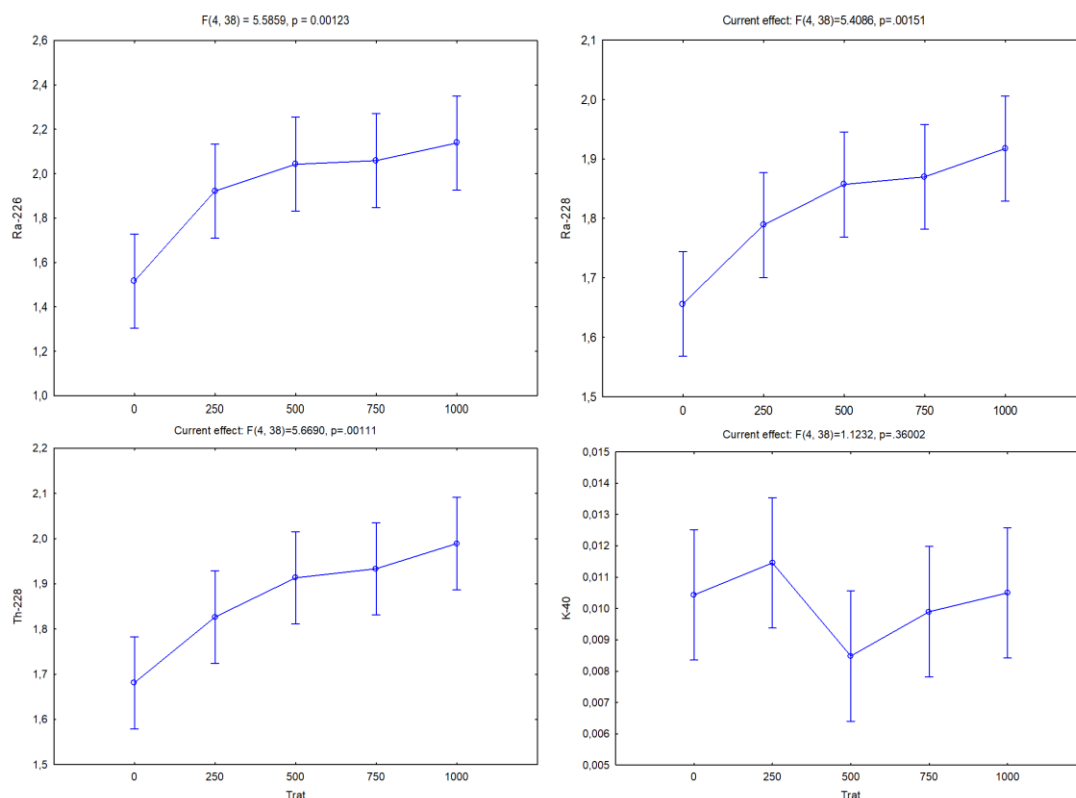 F(4, 38) = 5.5859, p = 0.00123
2,6
2,4
2,2
2,0
1,8
1,6
1,4
1,2
1,0
Ra-226
0 250 500 750 1000
Current effect: F(4, 38)=5.4086, p=.00151
2,1
2,0
1,9
1,8
1,7
1,6
1,5
Ra-228
0 250 500 750 1000
Current effect: F(4, 38)=5.6690, p=.00111
2,2
2,1
2,0
1,9
1,8
1,7
1,6
1,5
Th-228
0 250 500 750 1000
Trat
Current effect: F(4, 38)=1.1232, p=.36002
0,015
0,014
0,013
0,012
0,011
0,010
0,009
0,008
0,007
0,006
0,005
K-40
0 250 500 750 1000
Trat